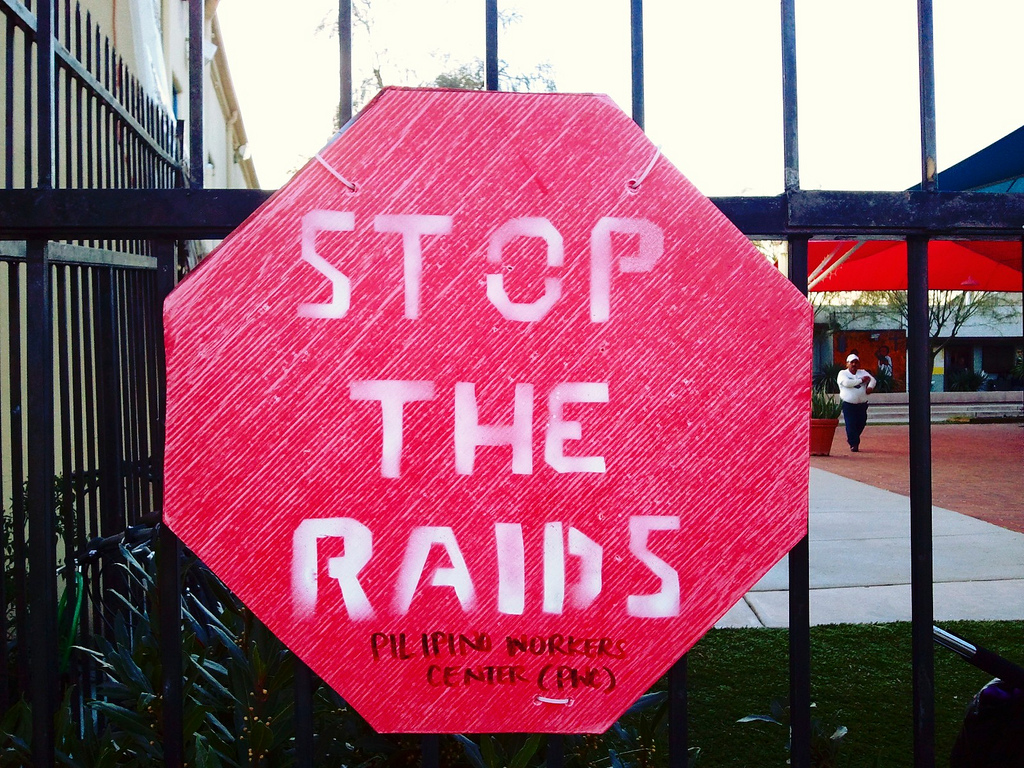 STOP
THE
RAIDS
PILIPINO WORKERS
CENTER (PWC)